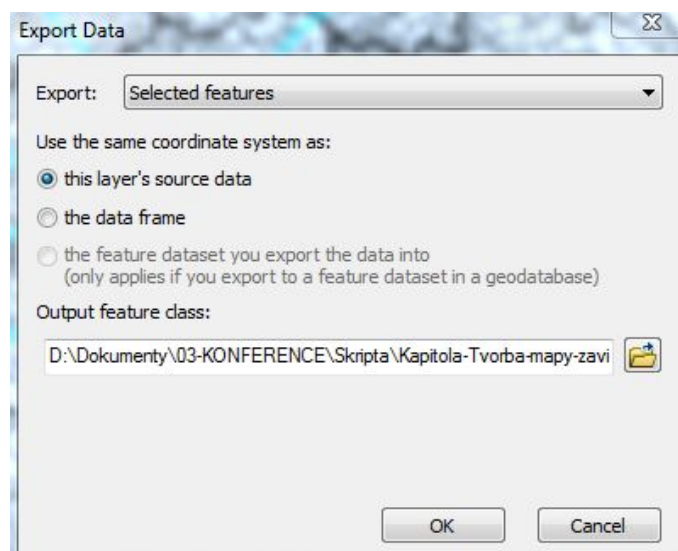 Export Data
Export: Selected features
Use the same coordinate system as:
this layer's source data
the data frame
the feature dataset you export the data into
(only applies if you export to a feature dataset in a geodatabase)
Output feature class:
D:\Dokumenty\03-KONFERENCE\Skripta\Kapitola-Tvorba-mapy-zavi
OK Cancel